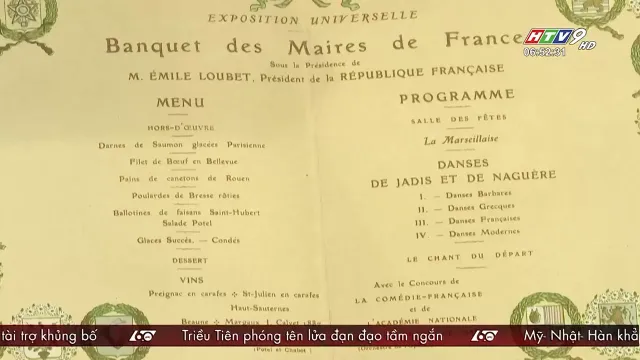 HTV9 HD
06:52:31
EXPOSITION UNIVERSELLE
Banquet des Maires de France
Sous la Présidence de
M. ÉMILE LOUBET, Président de la RÉPUBLIQUE FRANÇAISE
MENU
HORS-D'ŒUVRE
Darnes de Saumon glacées Parisienne
Filet de Bœuf en Bellevue
Pains de canetons de Rouen
Poulardes de Bresse rôties
Ballotines de faisans Saint-Hubert
Salade Potel
Glaces Succès. — Condés
DESSERT
VINS
Preignac en carafes + St-Julien en carafes
Haut-Sauternes
Beaune + Margaux J. Calvet
(Potel et Chabot)
PROGRAMME
SALLE DES FÊTES
La Marseillaise
DANSES
DE JADIS ET DE NAGUÈRE
I. — Danses Barbares
II. — Danses Grecques
III. — Danses Françaises
IV. — Danses Modernes
LE CHANT DU DÉPART
Avec le Concours de
LA COMÉDIE-FRANÇAISE
et de
L'ACADÉMIE NATIONALE
tài trợ khủng bố 60 Triều Tiên phóng tên lửa đạn đạo tầm ngắn 60 Mỹ- Nhật- Hàn khẳ